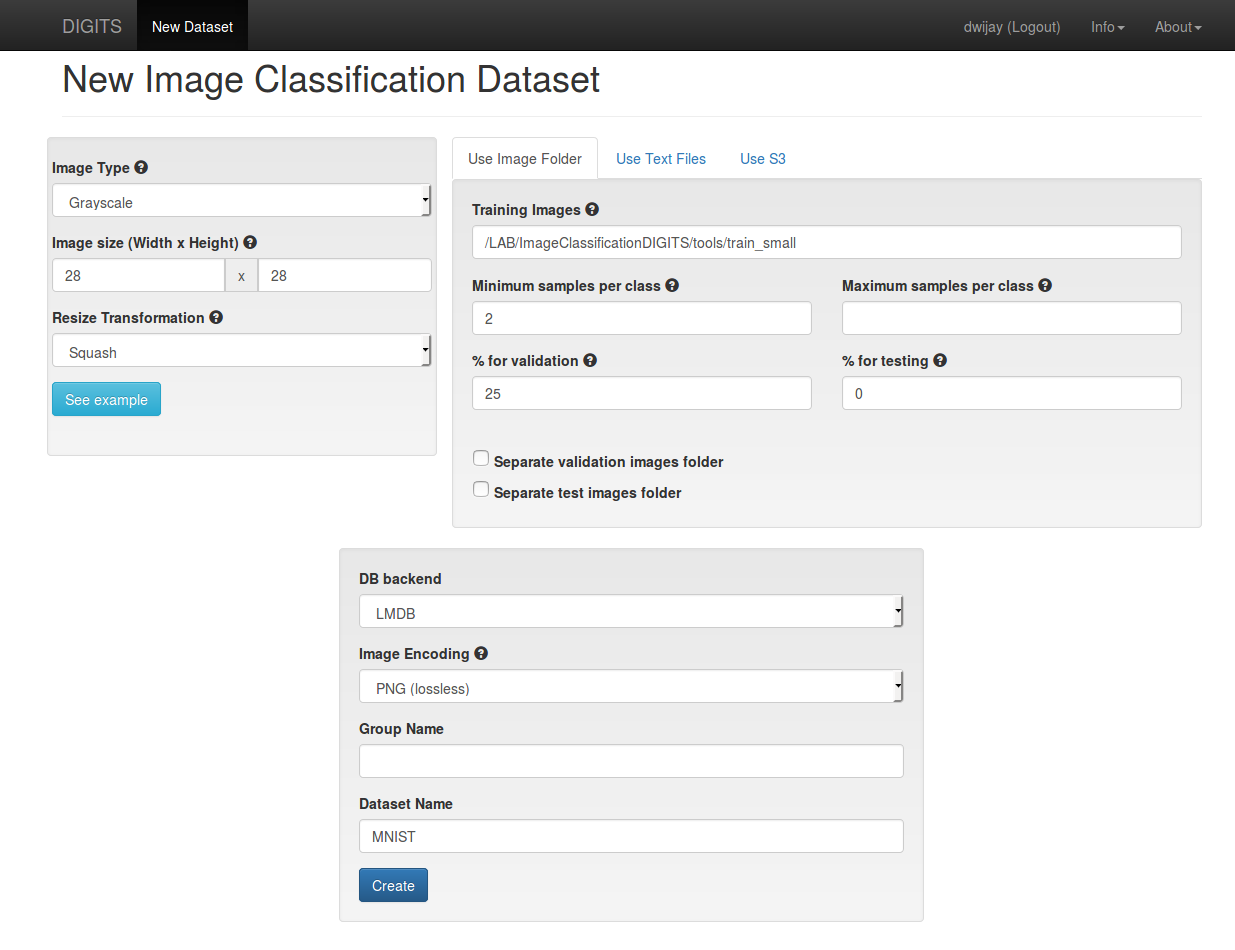 DIGITS New Dataset dwijay (Logout) Info About
New Image Classification Dataset
Image Type
Grayscale
Image size (Width x Height)
28 x 28
Resize Transformation
Squash
See example
Use Image Folder Use Text Files Use S3
Training Images
/LAB/ImageClassificationDIGITS/tools/train_small
Minimum samples per class Maximum samples per class
2
% for validation % for testing
25 0
Separate validation images folder
Separate test images folder
DB backend
LMDB
Image Encoding
PNG (lossless)
Group Name
Dataset Name
MNIST
Create